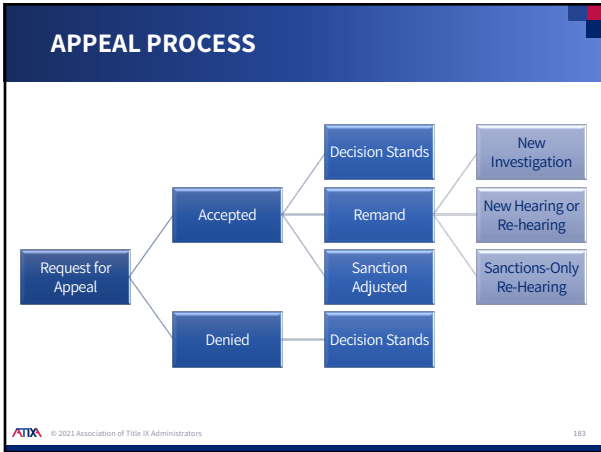 APPEAL PROCESS
Decision Stands
New
Investigation
Accepted
Remand
New Hearing or
Re-hearing
Request for
Appeal
Sanction
Adjusted
Sanctions-Only
Re-Hearing
Denied
Decision Stands
ATIXA © 2021 Association of Title IX Administrators
183